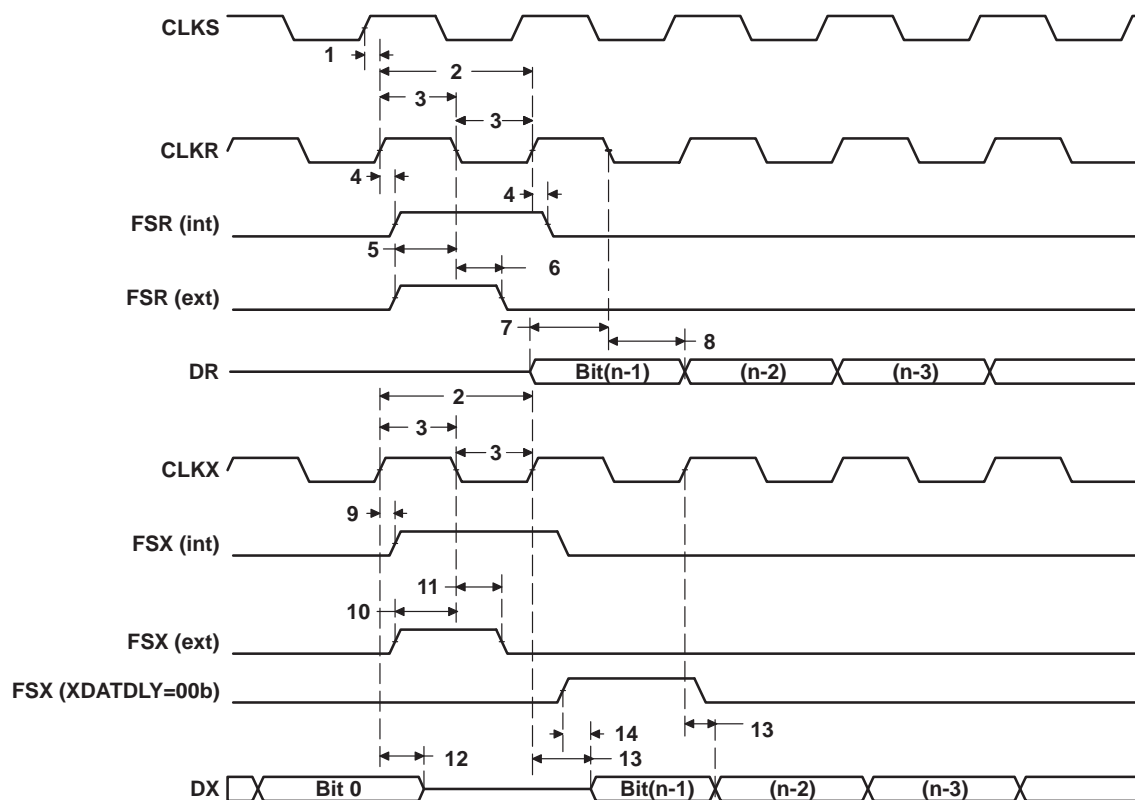 CLKS
1
2
3
3
CLKR
4
4
FSR (int)
5
6
FSR (ext)
7
8
DR Bit(n-1) (n-2) (n-3)
2
3
3
CLKX
9
FSX (int)
11
10
FSX (ext)
FSX (XDATDLY=00b)
14
13
12
13
DX Bit 0 Bit(n-1) (n-2) (n-3)